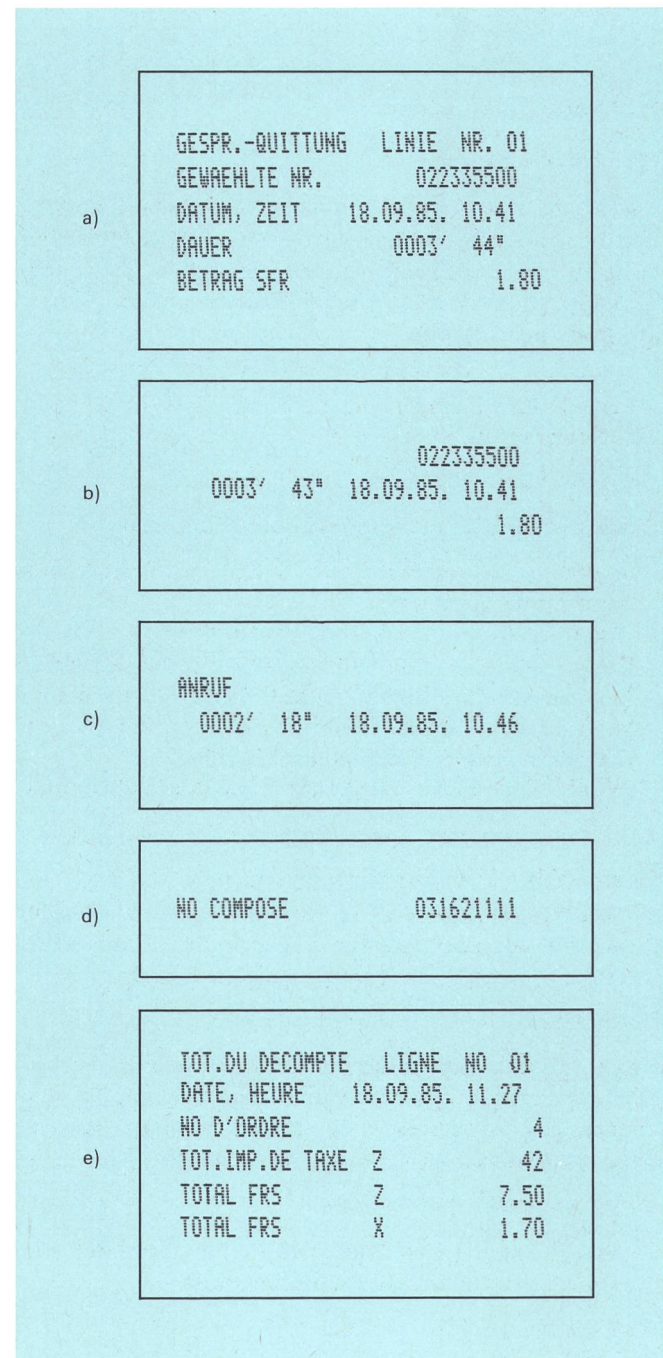 a)
GESPR.-QUITTUNG LINIE NR. 01
GEWAEHLTE NR. 022335500
DATUM, ZEIT 18.09.85. 10.41
DAUER 0003' 44"
BETRAG SFR 1.80
b)
022335500
0003' 43" 18.09.85. 10.41
1.80
c)
ANRUF
0002' 18" 18.09.85. 10.46
d)
NO COMPOSE 031621111
e)
TOT.DU DECOMPTE LIGNE NO 01
DATE, HEURE 18.09.85. 11.27
NO D'ORDRE 4
TOT.IMP.DE TAXE Z 42
TOTAL FRS Z 7.50
TOTAL FRS X 1.70